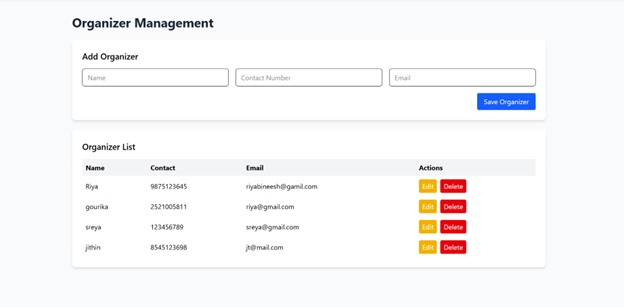 Organizer Management
Add Organizer
Name Contact Number Email
Save Organizer
Organizer List
Name Contact Email Actions
Riya 9875123645 riyabineesh@gamil.com Edit Delete
gourika 2521005811 riya@gmail.com Edit Delete
sreya 123456789 sreya@gmail.com Edit Delete
jithin 8545123698 jt@mail.com Edit Delete